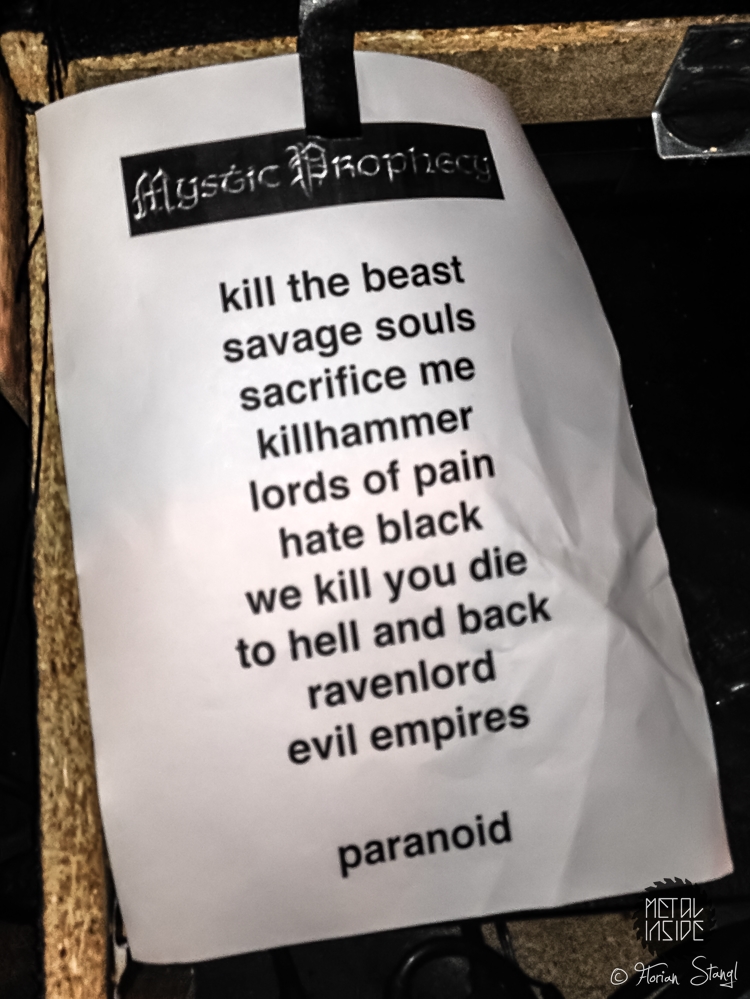 Mystic Prophecy
kill the beast
savage souls
sacrifice me
killhammer
lords of pain
hate black
we kill you die
to hell and back
ravenlord
evil empires
paranoid
METAL
INSIDE
© Florian Stangl